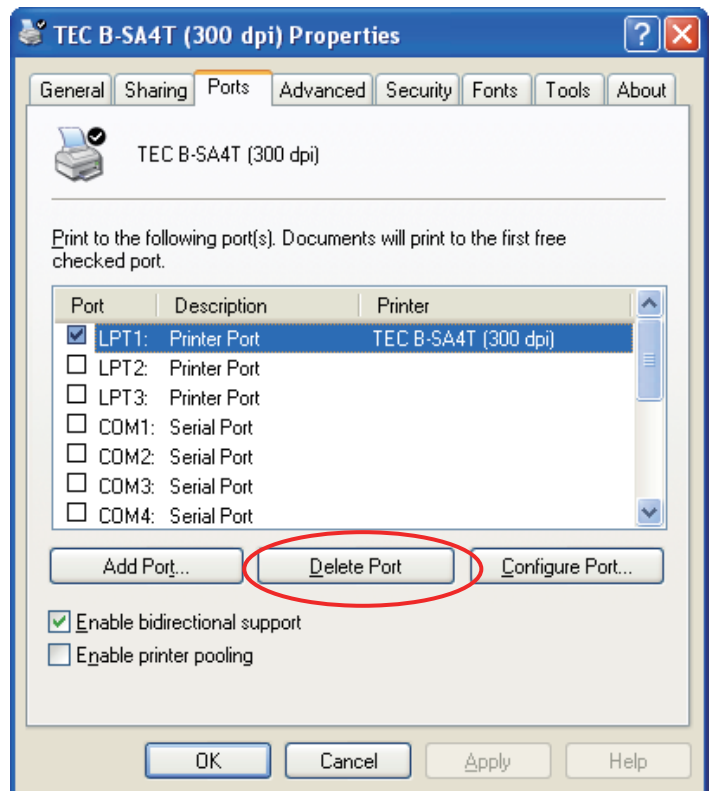 TEC B-SA4T (300 dpi) Properties
General Sharing Ports Advanced Security Fonts Tools About
TEC B-SA4T (300 dpi)
Print to the following port(s). Documents will print to the first free
checked port.
Port Description Printer
LPT1: Printer Port TEC B-SA4T (300 dpi)
LPT2: Printer Port
LPT3: Printer Port
COM1: Serial Port
COM2: Serial Port
COM3: Serial Port
COM4: Serial Port
Add Port... Delete Port Configure Port...
Enable bidirectional support
Enable printer pooling
OK Cancel Apply Help